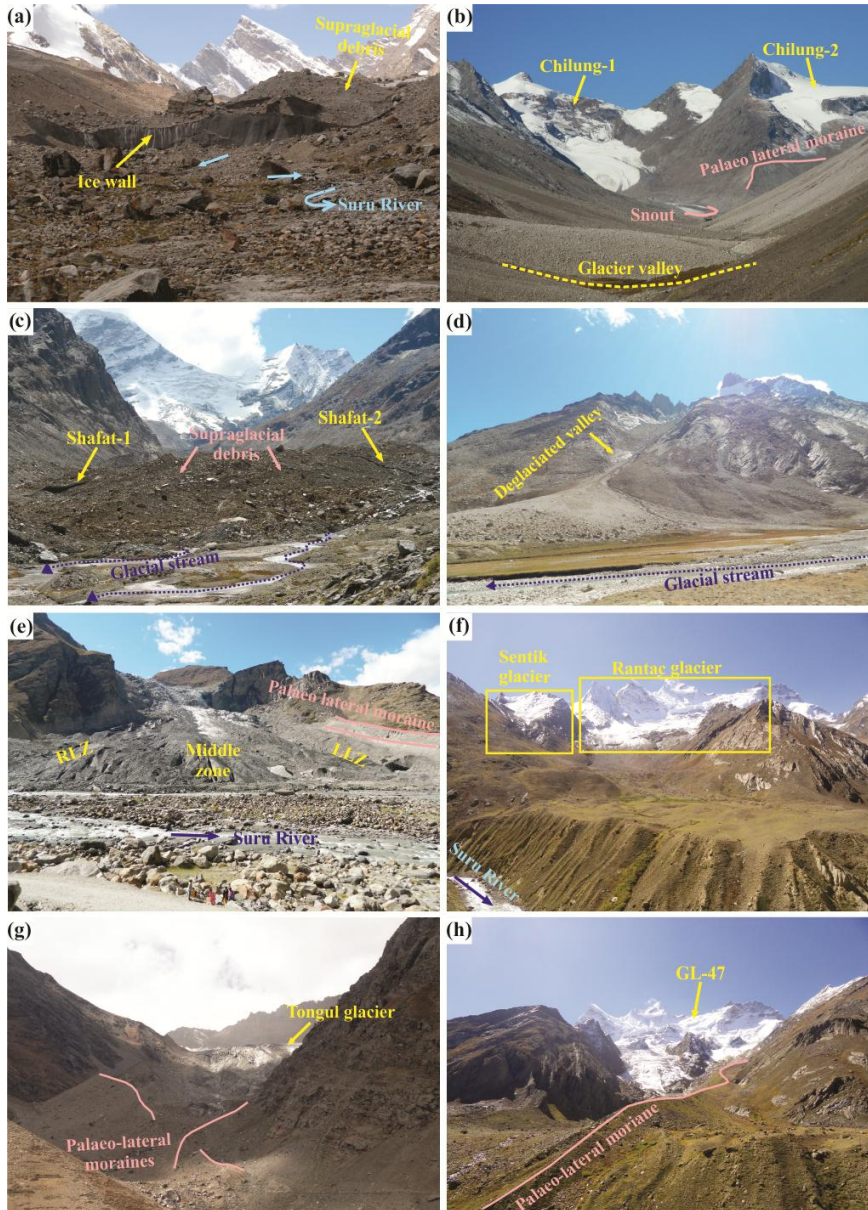 (a)
Supraglacial
debris
Ice wall
Suru River
(b)
Chilung-1
Chilung-2
Palaeo lateral moraine
Snout
Glacier valley
(c)
Shafat-1
Supraglacial
debris
Shafat-2
Glacial stream
(d)
Deglaciated valley
Glacial stream
(e)
Palaeo lateral moraine
RLZ
Middle
zone
LLZ
Suru River
(f)
Sentik
glacier
Rantac glacier
Suru River
(g)
Tongul glacier
Palaeo-lateral
moraines
(h)
GL-47
Palaeo-lateral moriane